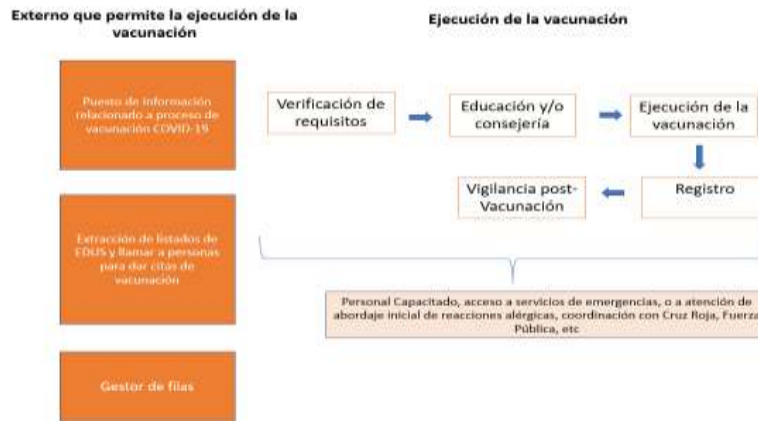 Externo que permite la ejecución de la
vacunación
Ejecución de la vacunación
Puesto de información
relacionado a proceso de
vacunación COVID-19
Extracción de listados de
EDUS y llamar a personas
para dar citas de
vacunación
Gestor de filas
Verificación de
requisitos
Educación y/o
consejería
Ejecución de la
vacunación
Registro
Vigilancia post-
Vacunación
Personal Capacitado, acceso a servicios de emergencias, o a atención de
abordaje inicial de reacciones alérgicas, coordinación con Cruz Roja, Fuerza
Pública, etc